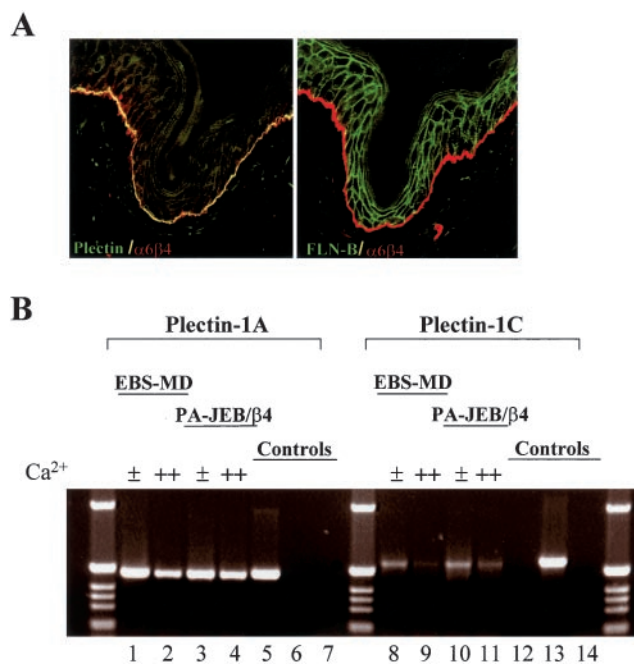 A
Plectin/α6β4
FLN-B/α6β4
B
Plectin-1A Plectin-1C
EBS-MD EBS-MD
PA-JEB/β4 PA-JEB/β4
Controls Controls
Ca2+ ± ++ ± ++ ± ++ ± ++
1 2 3 4 5 6 7 8 9 10 11 12 13 14